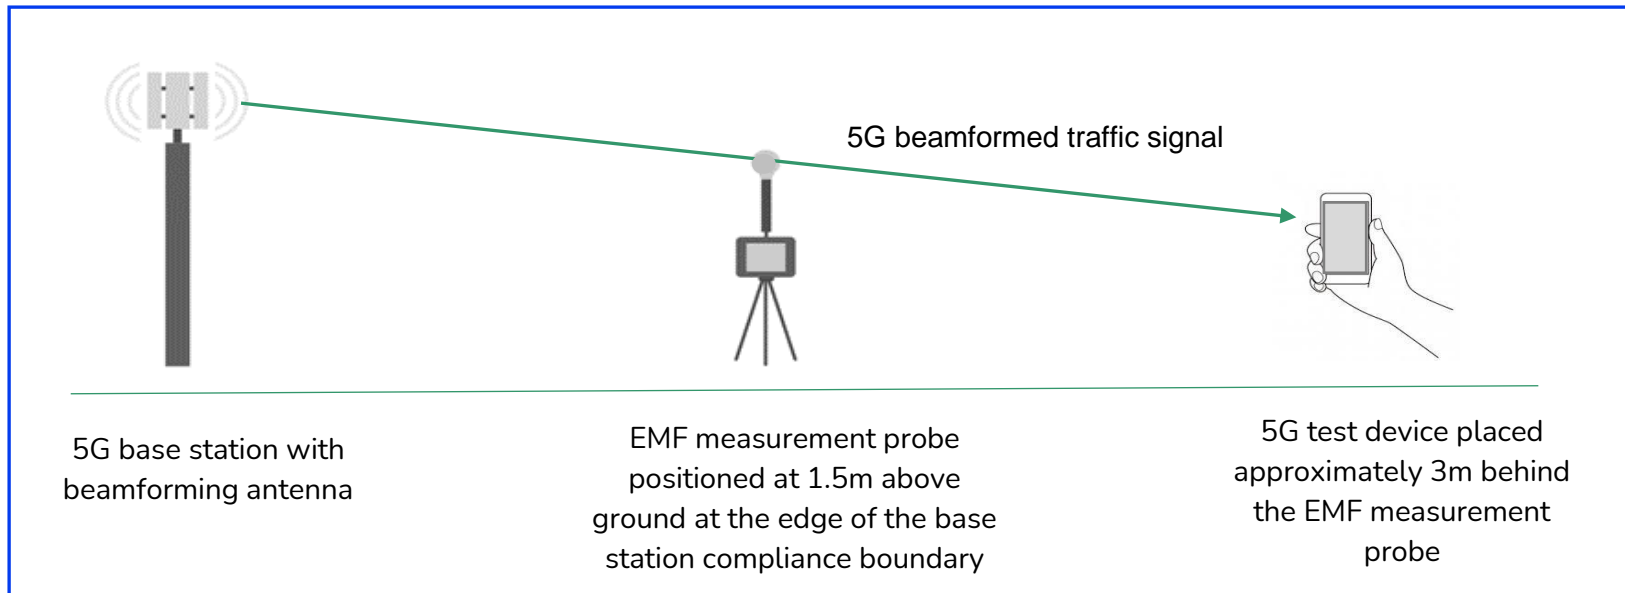 5G beamformed traffic signal
5G base station with
beamforming antenna
EMF measurement probe
positioned at 1.5m above
ground at the edge of the base
station compliance boundary
5G test device placed
approximately 3m behind
the EMF measurement
probe